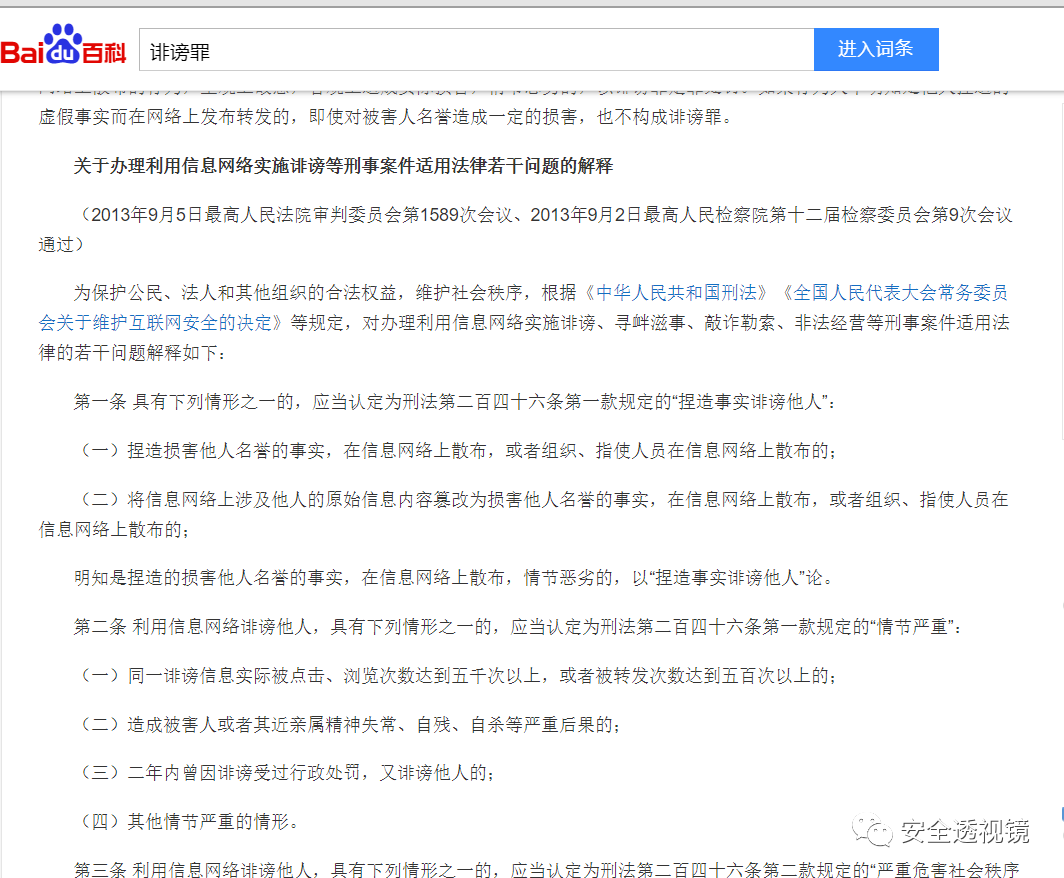 Baidu百科
诽谤罪
进入词条
虚假事实而在网络上发布转发的，即使对被害人名誉造成一定的损害，也不构成诽谤罪。
关于办理利用信息网络实施诽谤等刑事案件适用法律若干问题的解释
（2013年9月5日最高人民法院审判委员会第1589次会议、2013年9月2日最高人民检察院第十二届检察委员会第9次会议
通过）
为保护公民、法人和其他组织的合法权益，维护社会秩序，根据《中华人民共和国刑法》《全国人民代表大会常务委员
会关于维护互联网安全的决定》等规定，对办理利用信息网络实施诽谤、寻衅滋事、敲诈勒索、非法经营等刑事案件适用法
律的若干问题解释如下：
第一条 具有下列情形之一的，应当认定为刑法第二百四十六条第一款规定的“捏造事实诽谤他人”：
（一）捏造损害他人名誉的事实，在信息网络上散布，或者组织、指使人员在信息网络上散布的；
（二）将信息网络上涉及他人的原始信息内容篡改为损害他人名誉的事实，在信息网络上散布，或者组织、指使人员在
信息网络上散布的；
明知是捏造的损害他人名誉的事实，在信息网络上散布，情节恶劣的，以“捏造事实诽谤他人”论。
第二条 利用信息网络诽谤他人，具有下列情形之一的，应当认定为刑法第二百四十六条第一款规定的“情节严重”：
（一）同一诽谤信息实际被点击、浏览次数达到五千次以上，或者被转发次数达到五百次以上的；
（二）造成被害人或者其近亲属精神失常、自残、自杀等严重后果的；
（三）二年内曾因诽谤受过行政处罚，又诽谤他人的；
（四）其他情节严重的情形。
安全透视镜
第三条 利用信息网络诽谤他人，具有下列情形之一的，应当认定为刑法第二百四十六条第二款规定的“严重危害社会秩序